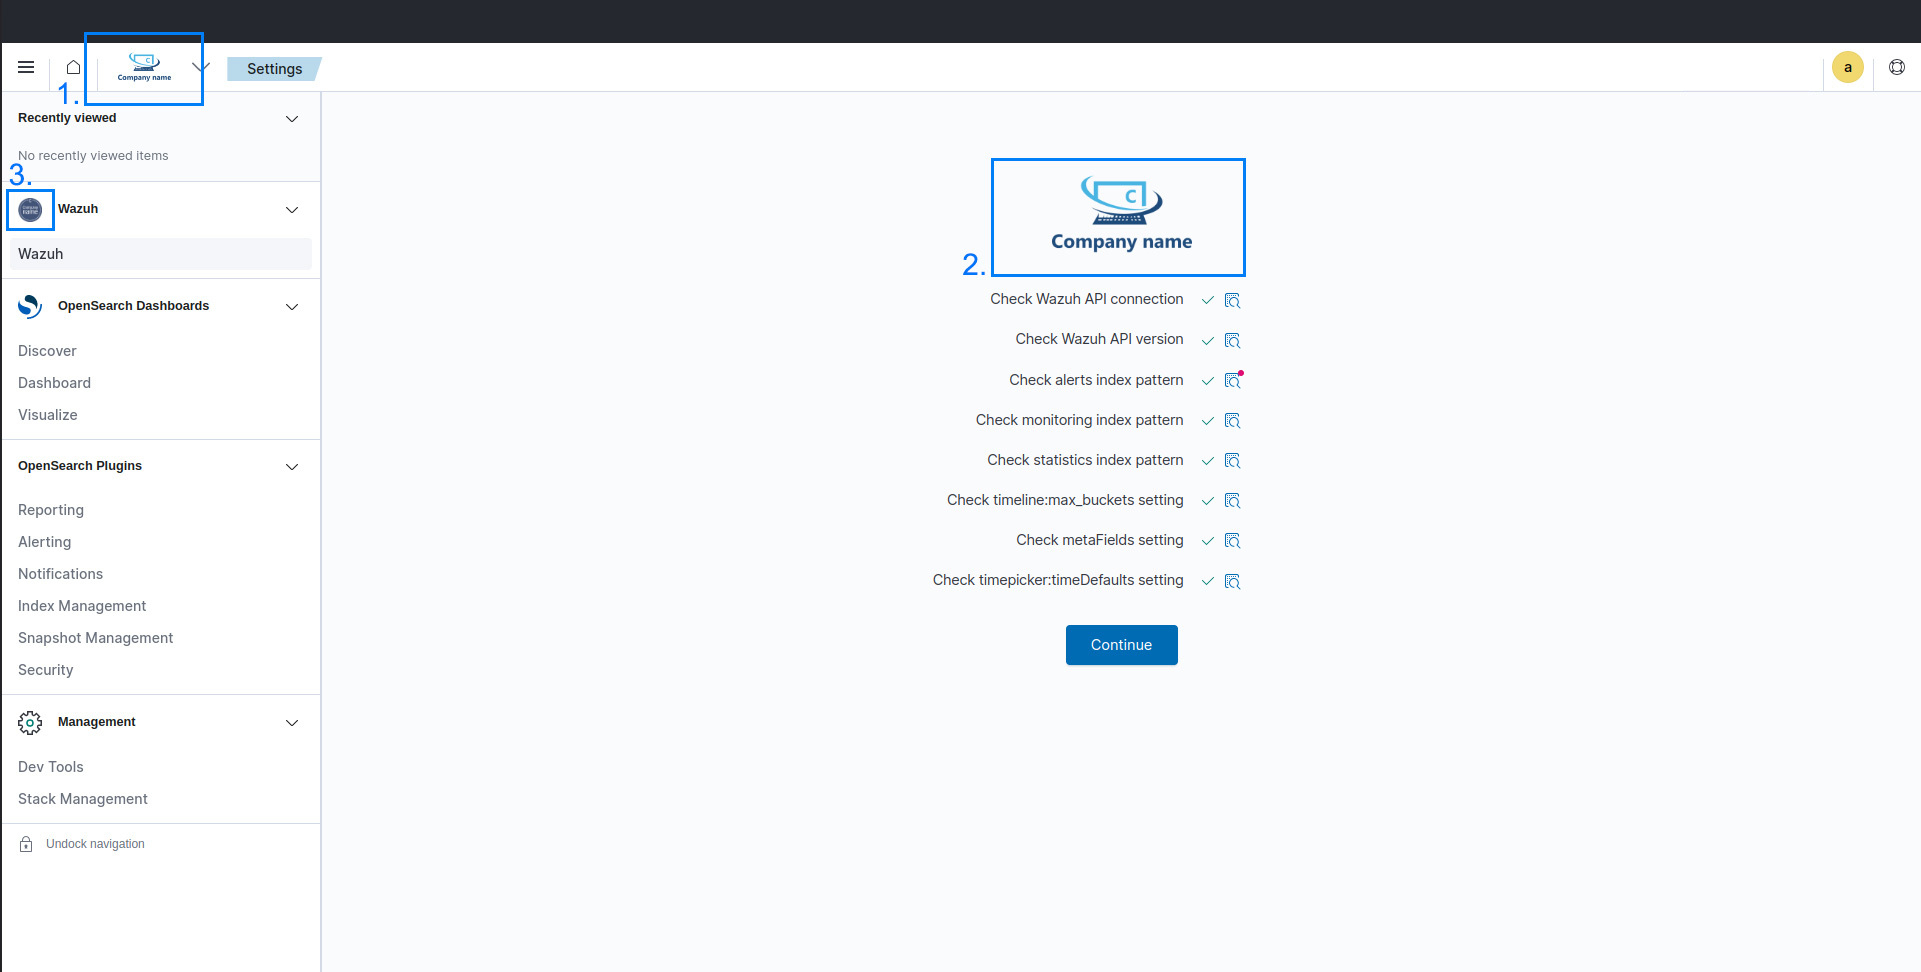 Company name
Settings
a
1.
Recently viewed
No recently viewed items
3.
Company
name
Wazuh
Wazuh
OpenSearch Dashboards
Discover
Dashboard
Visualize
OpenSearch Plugins
Reporting
Alerting
Notifications
Index Management
Snapshot Management
Security
Management
Dev Tools
Stack Management
Undock navigation
C
Company name
2.
Check Wazuh API connection
Check Wazuh API version
Check alerts index pattern
Check monitoring index pattern
Check statistics index pattern
Check timeline:max_buckets setting
Check metaFields setting
Check timepicker:timeDefaults setting
Continue